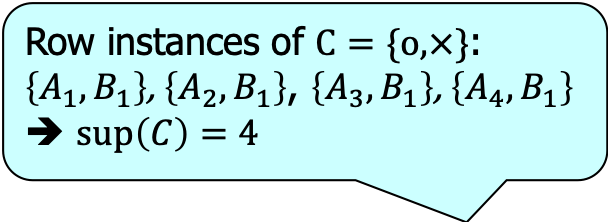 Row instances of C = {o,×}:
{A₁, B₁}, {A₂, B₁}, {A₃, B₁}, {A₄, B₁}
➔ sup(C) = 4